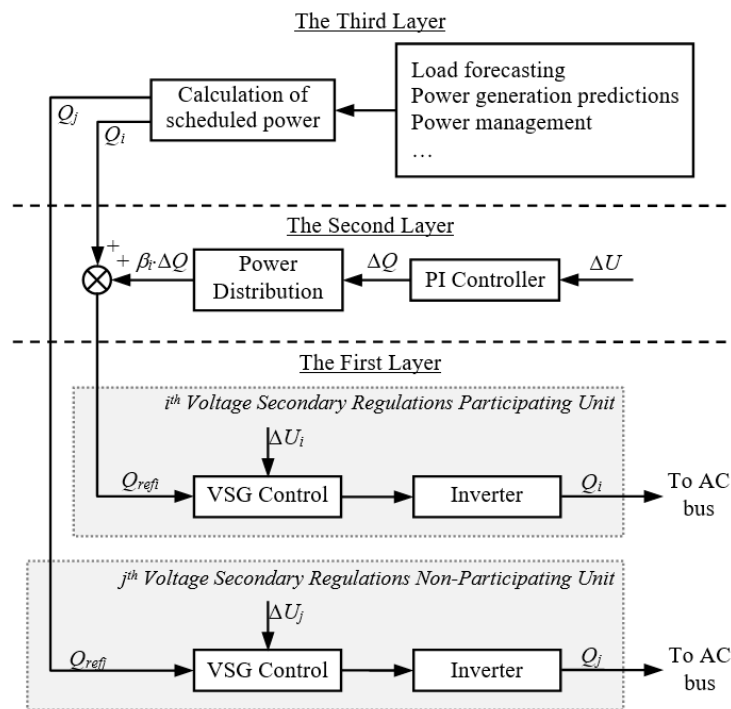 The Third Layer
Load forecasting
Power generation predictions
Power management
…
Calculation of
scheduled power
Qj
Qi
The Second Layer
+
+
βi·ΔQ
Power
Distribution
ΔQ
PI Controller
ΔU
The First Layer
ith Voltage Secondary Regulations Participating Unit
ΔUi
Qrefi
VSG Control
Inverter
Qi
To AC
bus
jth Voltage Secondary Regulations Non-Participating Unit
ΔUj
Qrefj
VSG Control
Inverter
Qj
To AC
bus